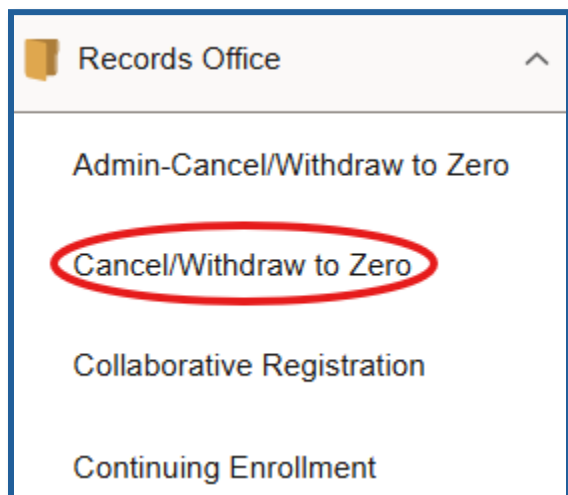 Records Office
Admin-Cancel/Withdraw to Zero
Cancel/Withdraw to Zero
Collaborative Registration
Continuing Enrollment